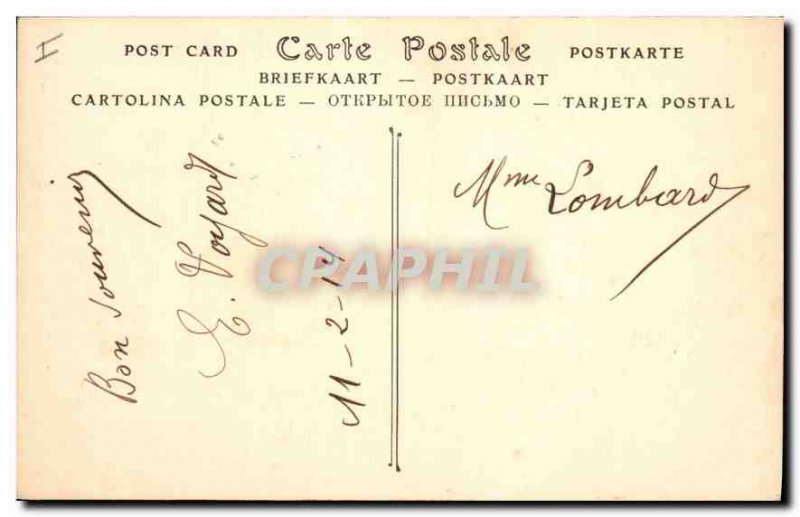 POST CARD Carte Postale POSTKARTE
BRIEFKAART — POSTKAART
CARTOLINA POSTALE — ОТКРЫТОЕ ПИСЬМО — TARJETA POSTAL
Bon Souvenir
E. Voyard
11-2-14
Mme Lombard
CPARPHIL